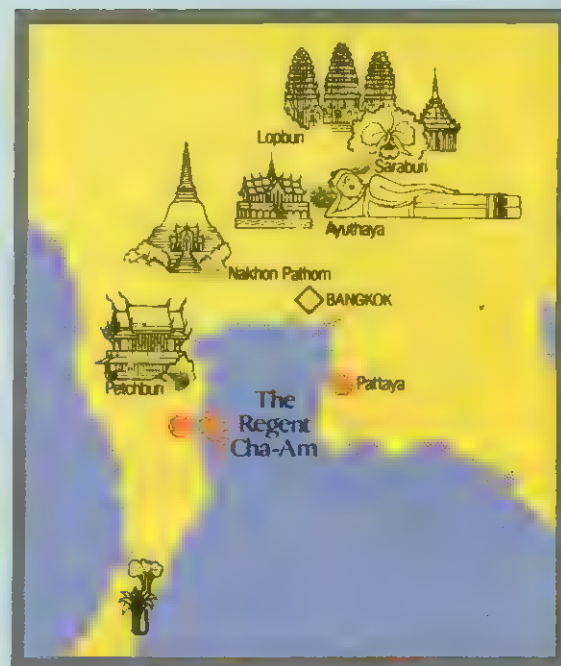 Lopburi
Saraburi
Ayuthaya
Nakhon Pathom
BANGKOK
Petchburi
Pattaya
The
Regent
Cha-Am